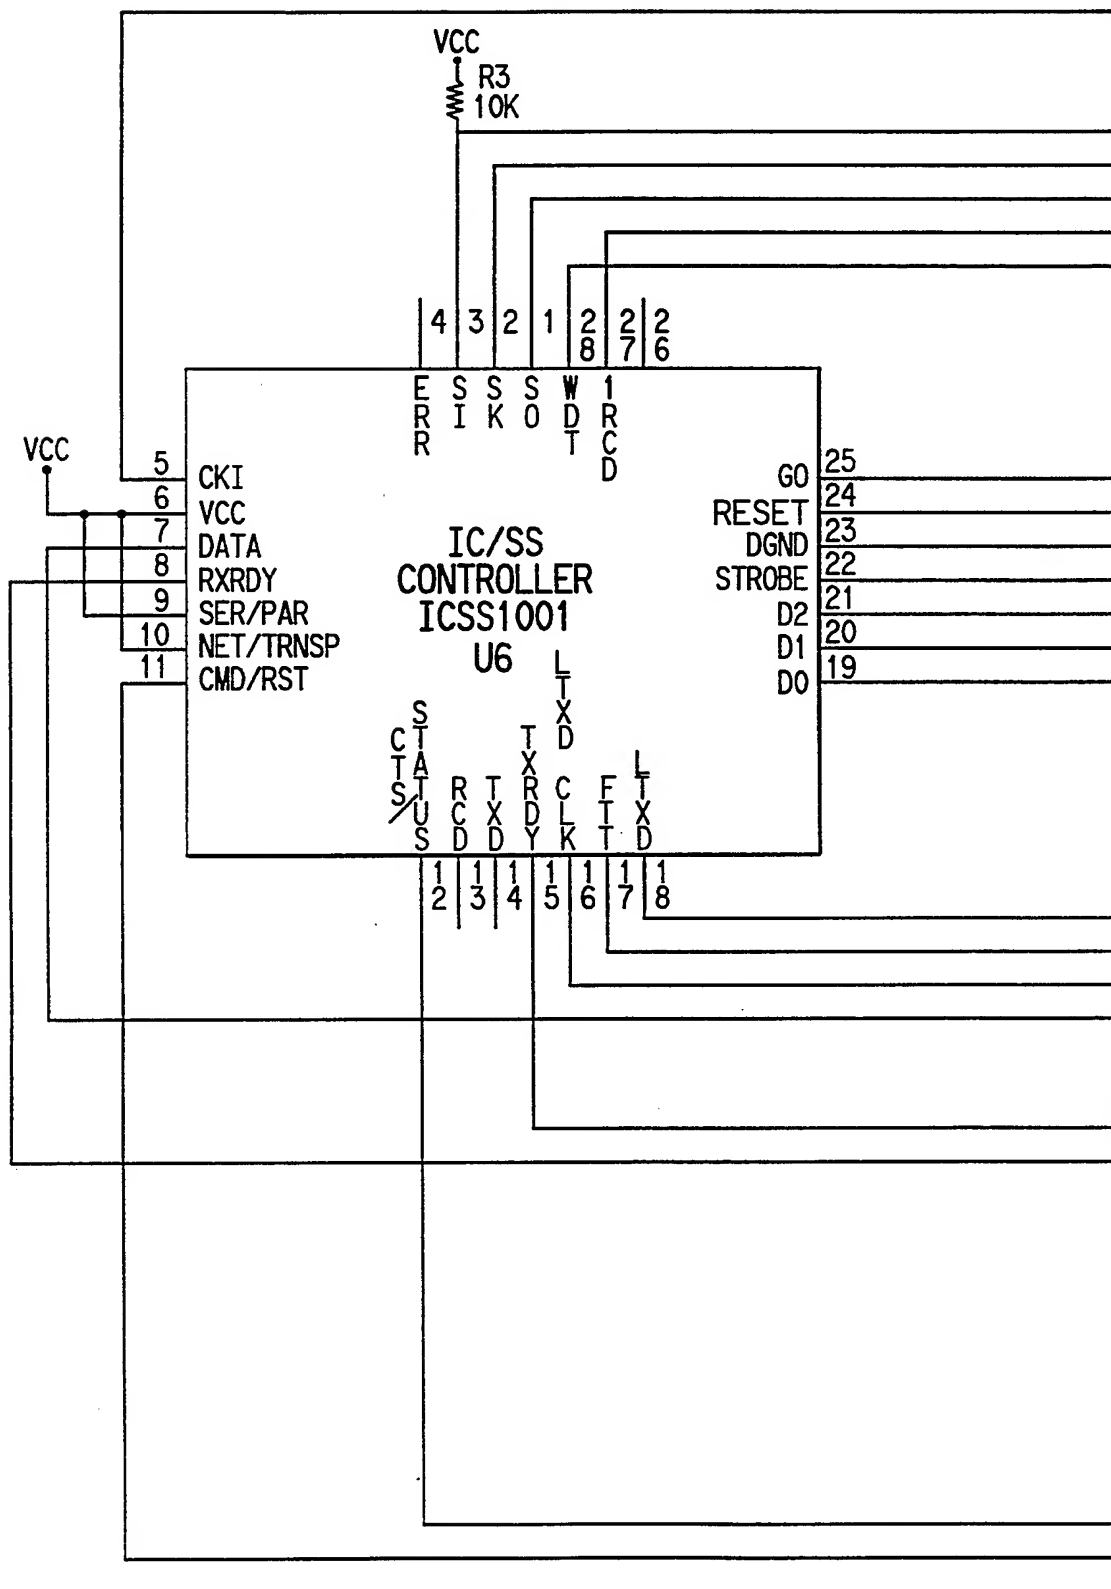 VCC
R3
10K
4 3 2 1 28 27 26
ERR SI SK SO WDT 1RCD
VCC
5 CKI
6 VCC
7 DATA
8 RXRDY
9 SER/PAR
10 NET/TRNSP
11 CMD/RST
IC/SS
CONTROLLER
ICSS1001
U6
GO 25
RESET 24
DGND 23
STROBE 22
D2 21
D1 20
D0 19
CTS/STATUS RCD TXD TXRDY LTXD CLK FTT LTXD
12 13 14 15 16 17 18